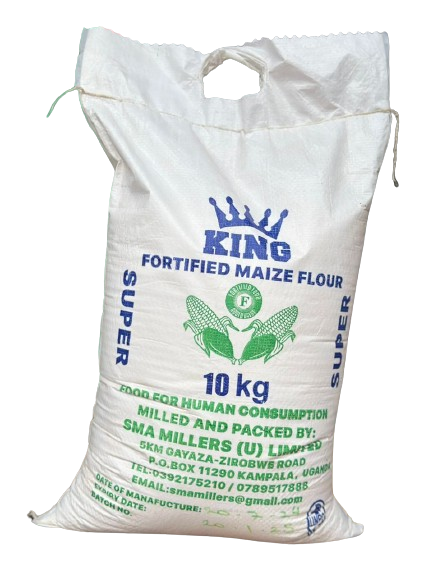 KING
FORTIFIED MAIZE FLOUR
F
SUPER
SUPER
10 kg
FOOD FOR HUMAN CONSUMPTION
MILLED AND PACKED BY:
SMA MILLERS (U) LIMITED
5KM GAYAZA-ZIROBWE ROAD
P.O.BOX 11290 KAMPALA, UGANDA
TEL:0392175210 / 0789517888
EMAIL:smamillers@gmail.com
DATE OF MANAFUCTURE:
EXPIRY DATE:
BATCH NO: